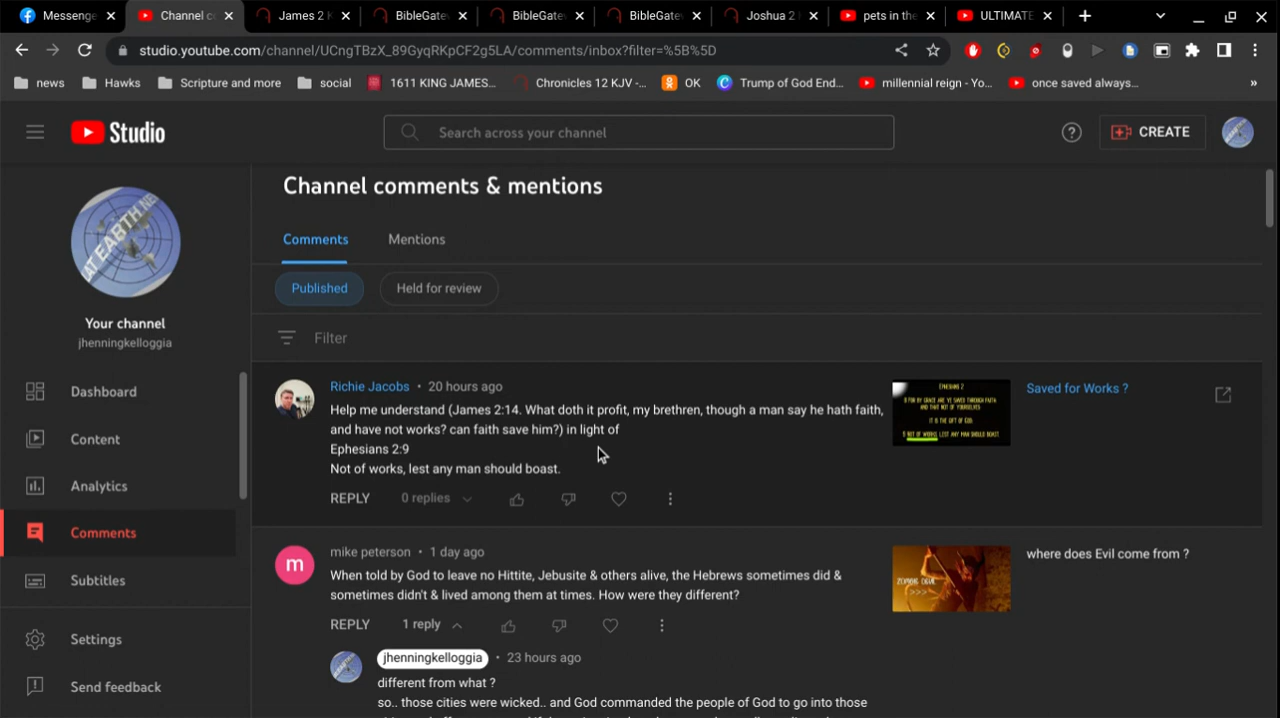 Messenge
Channel co
James 2 K
BibleGatew
BibleGatew
BibleGatew
Joshua 2
pets in the
ULTIMATE
studio.youtube.com/channel/UCngTBzX_89GyqRKpCF2g5LA/comments/inbox?filter=%5B%5D
news
Hawks
Scripture and more
social
1611 KING JAMES...
Chronicles 12 KJV -...
OK
Trump of God End...
millennial reign - Yo...
once saved always...
»
Studio
Search across your channel
CREATE
AT EARTH NE
Your channel
jhenningkelloggia
Dashboard
Content
Analytics
Comments
Subtitles
Settings
Send feedback
Channel comments & mentions
Comments
Mentions
Published
Held for review
Filter
Richie Jacobs • 20 hours ago
Help me understand (James 2:14. What doth it profit, my brethren, though a man say he hath faith,
and have not works? can faith save him?) in light of
Ephesians 2:9
Not of works, lest any man should boast.
REPLY
0 replies
EPHESIANS 2
8 FOR BY GRACE ARE YE SAVED THROUGH FAITH
AND THAT NOT OF YOURSELVES
IT IS THE GIFT OF GOD
9 NOT OF WORKS LEST ANY MAN SHOULD BOAST
Saved for Works ?
m
mike peterson • 1 day ago
When told by God to leave no Hittite, Jebusite & others alive, the Hebrews sometimes did &
sometimes didn't & lived among them at times. How were they different?
REPLY
1 reply
ZOMBIE DEVIL
>>>
where does Evil come from ?
jhenningkelloggia • 23 hours ago
different from what ?
so.. those cities were wicked.. and God commanded the people of God to go into those